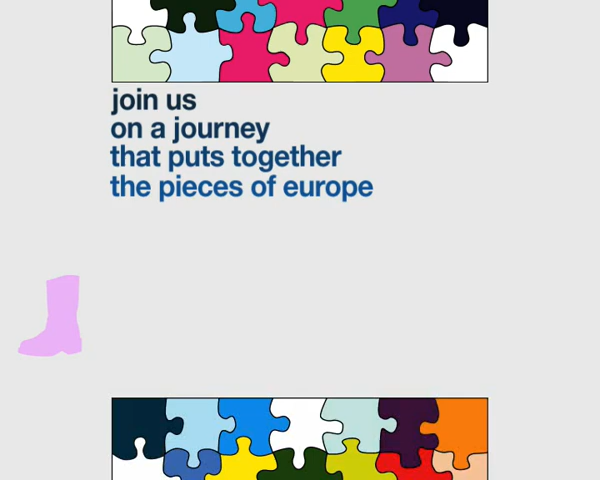 join us
on a journey
that puts together
the pieces of europe